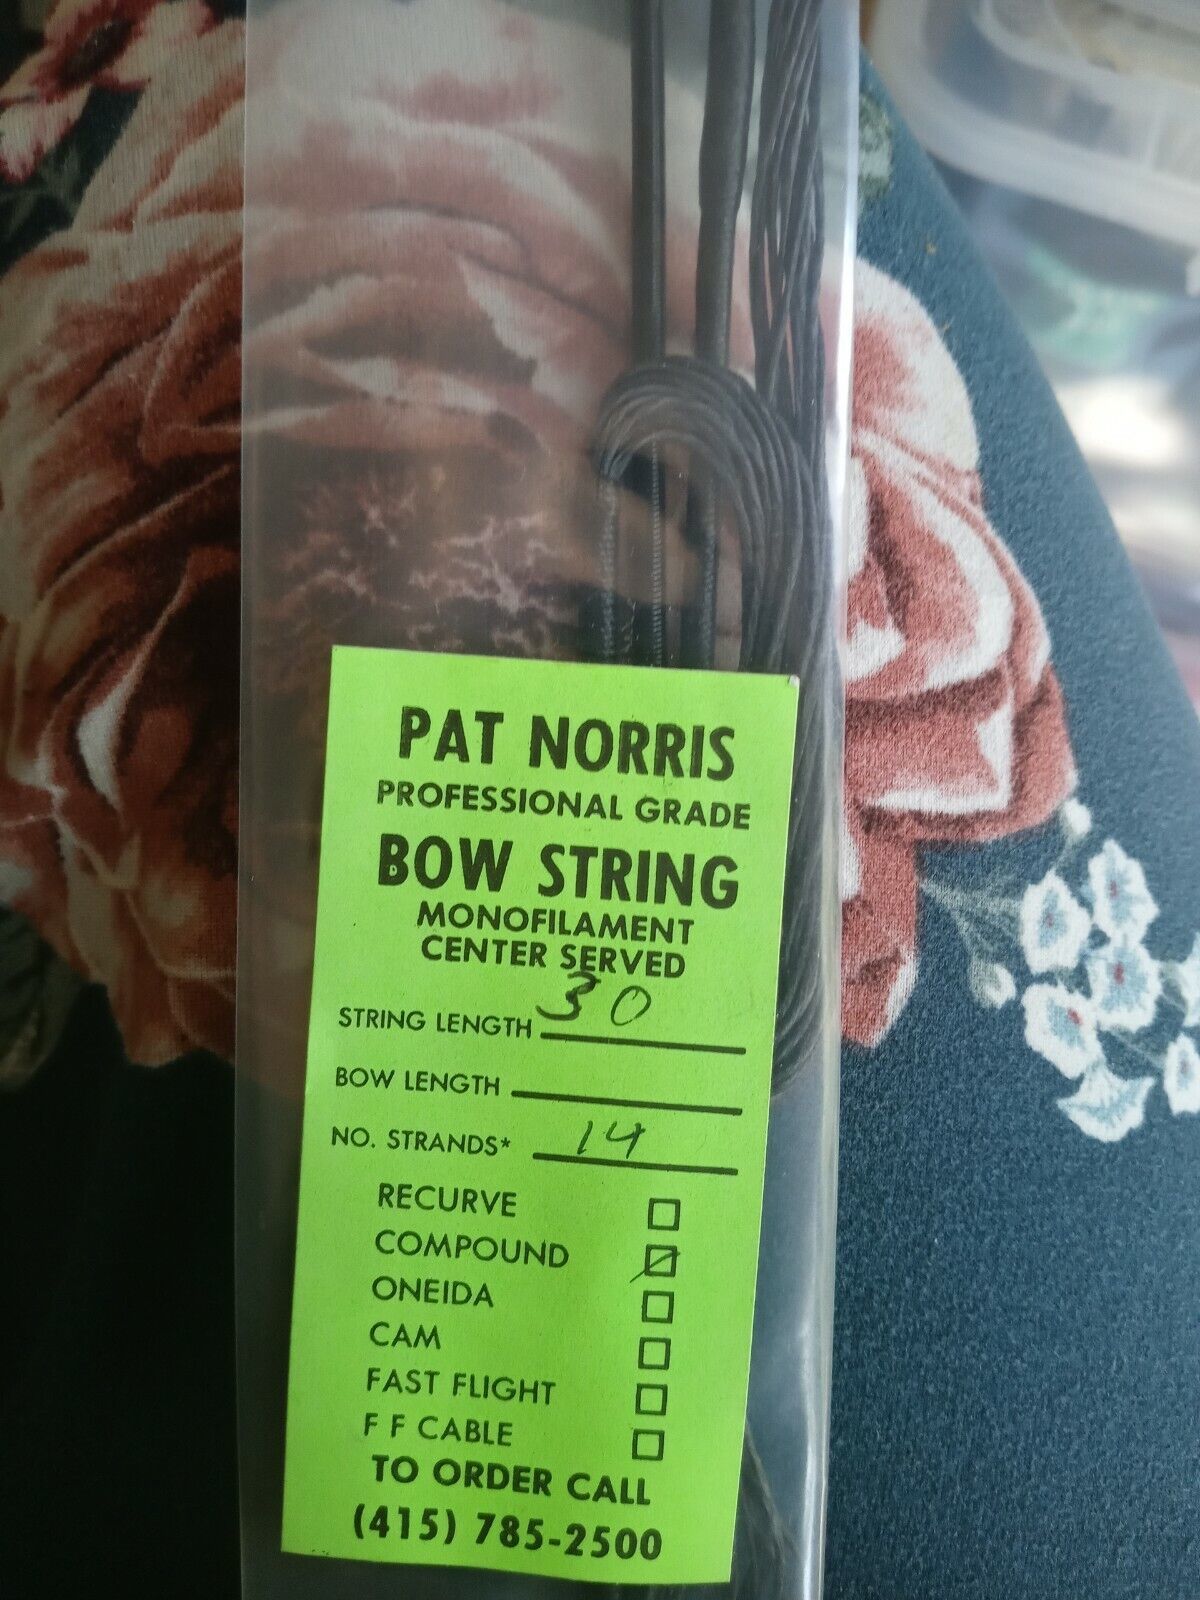 PAT NORRIS
PROFESSIONAL GRADE
BOW STRING
MONOFILAMENT
CENTER SERVED
STRING LENGTH 30
BOW LENGTH
NO. STRANDS* 14
RECURVE
COMPOUND
ONEIDA
CAM
FAST FLIGHT
F F CABLE
TO ORDER CALL
(415) 785-2500